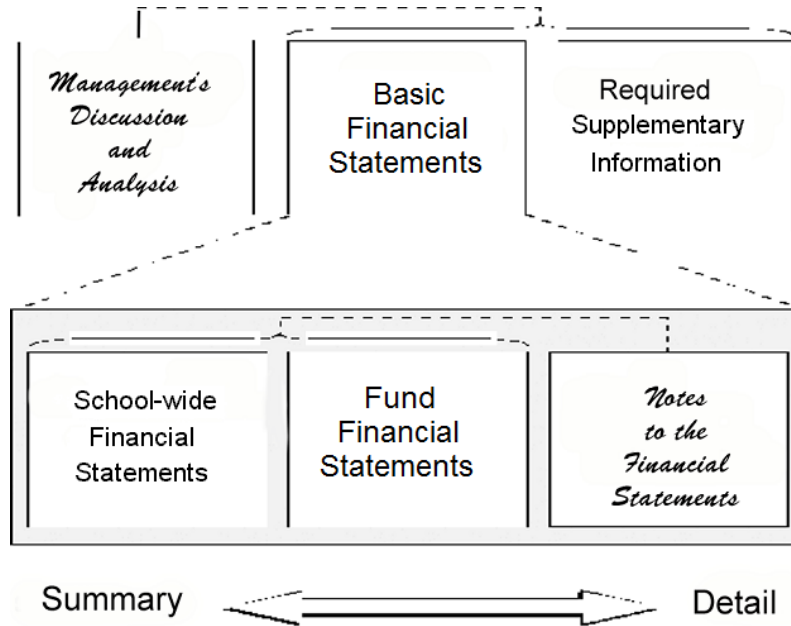 Management's
Discussion
and
Analysis
Basic
Financial
Statements
Required
Supplementary
Information
School-wide
Financial
Statements
Fund
Financial
Statements
Notes
to the
Financial
Statements
Summary
Detail